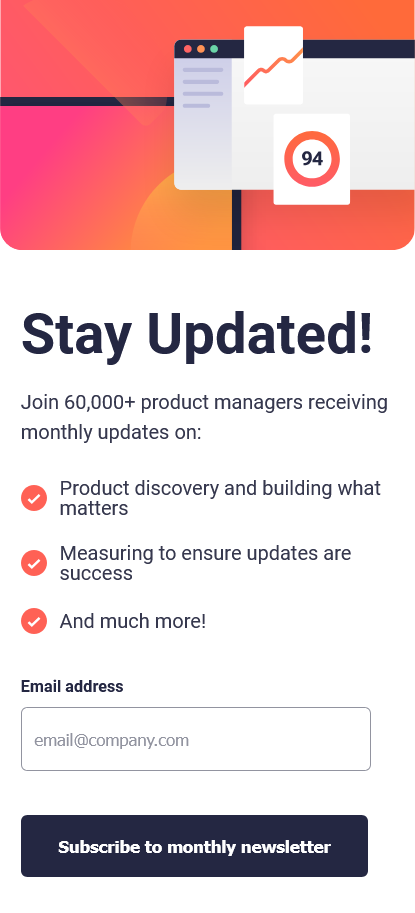 94
Stay Updated!
Join 60,000+ product managers receiving
monthly updates on:
Product discovery and building what
matters
Measuring to ensure updates are
success
And much more!
Email address
email@company.com
Subscribe to monthly newsletter